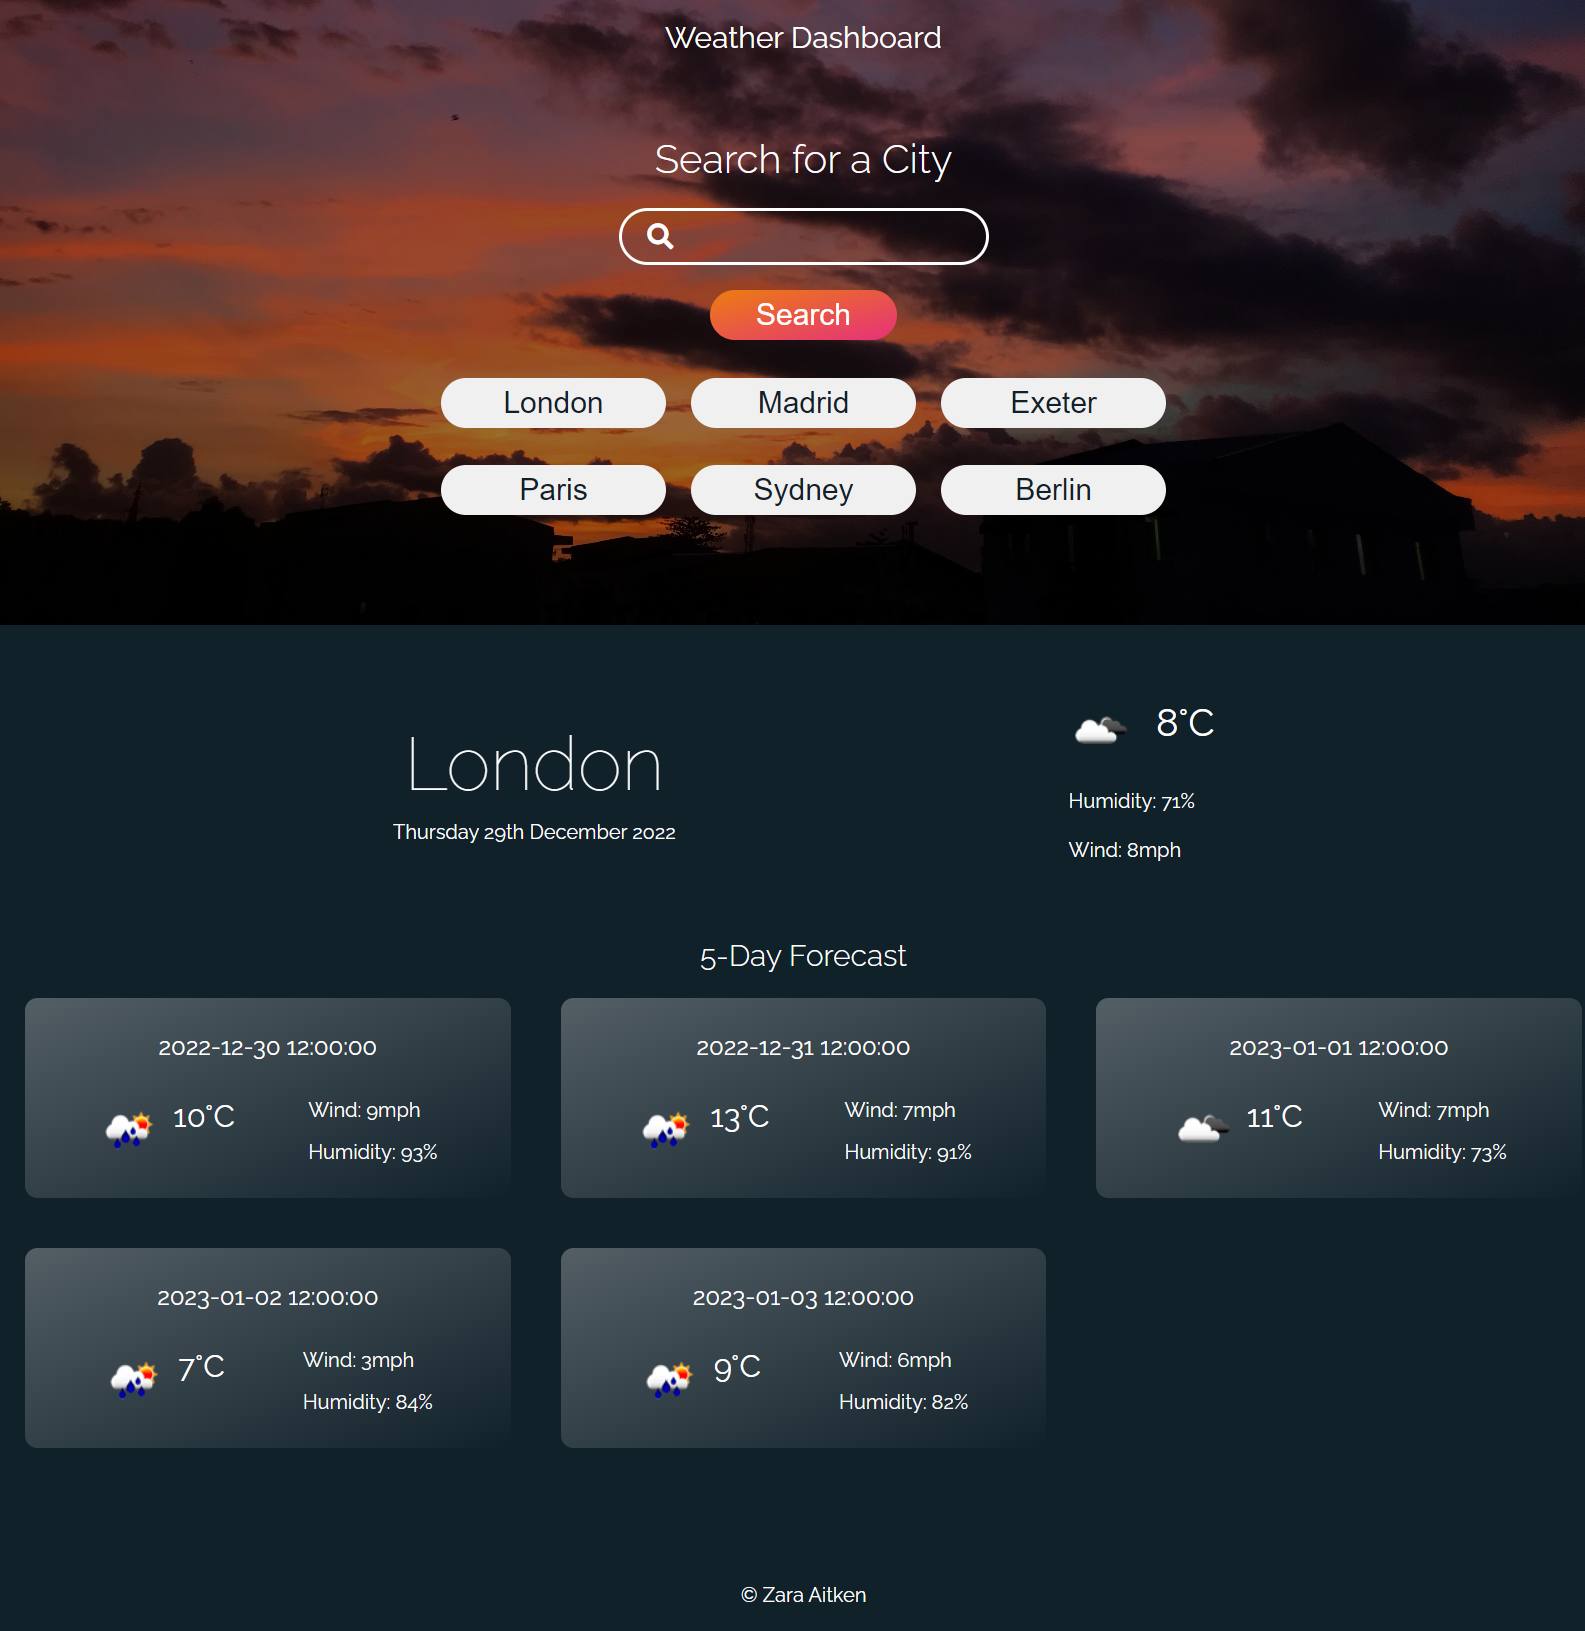 Weather Dashboard
Search for a City
Search
London Madrid Exeter
Paris Sydney Berlin
London
Thursday 29th December 2022
8°C
Humidity: 71%
Wind: 8mph
5-Day Forecast
2022-12-30 12:00:00
10°C
Wind: 9mph
Humidity: 93%
2022-12-31 12:00:00
13°C
Wind: 7mph
Humidity: 91%
2023-01-01 12:00:00
11°C
Wind: 7mph
Humidity: 73%
2023-01-02 12:00:00
7°C
Wind: 3mph
Humidity: 84%
2023-01-03 12:00:00
9°C
Wind: 6mph
Humidity: 82%
© Zara Aitken